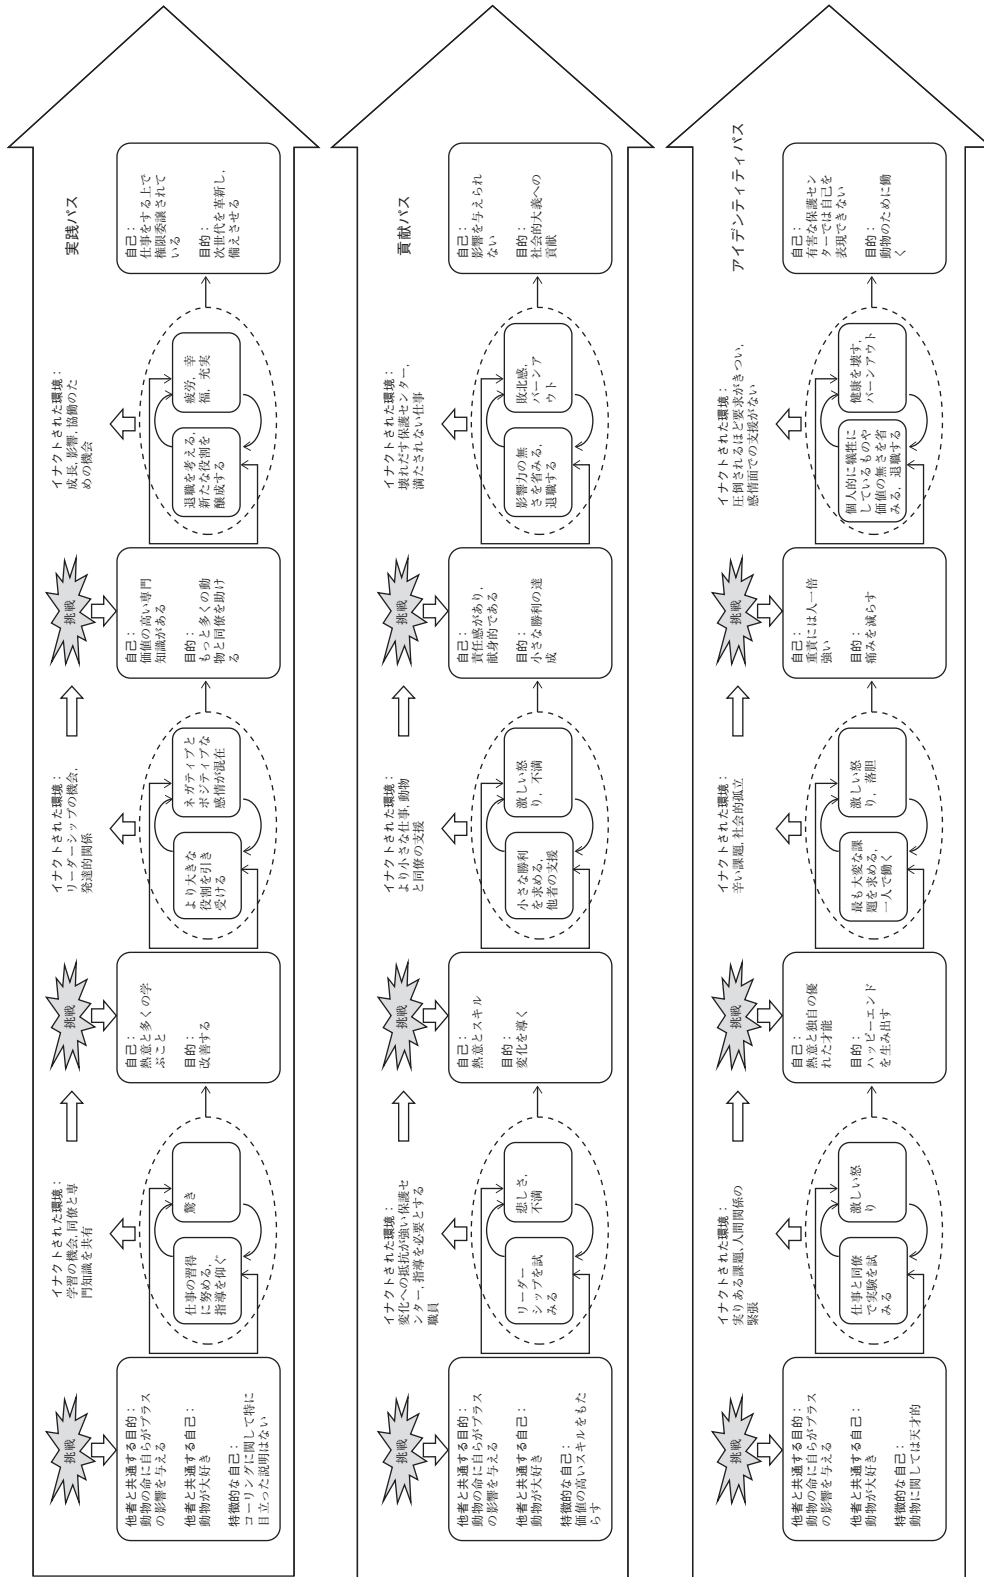 実践パス
挑戦
他者と共通する目的：
動物の命に自らがプラス
の影響を与える
他者と共通する自己：
動物が大好き
特徴的な自己：
コーリングに関して特に
目立った説明はない
イナクトされた環境：
学習の機会,同僚と専
門知識を共有
仕事の習得
に努める，
指導を仰ぐ
驚き
挑戦
自己：
熱意と多くの学
ぶこと
目的：
改善する
イナクトされた環境：
リーダーシップの機会，
発達的関係
より大きな
役割を引き
受ける
ネガティブと
ポジティブな
感情が混在
挑戦
自己：
価値の高い専門
知識がある
目的：
もっと多くの動
物と同僚を助け
る
イナクトされた環境：
成長,影響,協働のた
めの機会
退職を考える,
新たな役割を
醸成する
疲労，幸
福，充実
自己：
仕事をする上で
権限委譲されて
いる
目的：
次世代を革新し,
備えさせる
貢献パス
挑戦
他者と共通する目的：
動物の命に自らがプラス
の影響を与える
他者と共通する自己：
動物が大好き
特徴的な自己：
価値の高いスキルをもた
らす
イナクトされた環境：
変化への抵抗が強い保護セ
ンター,指導を必要とする
職員
リーダー
シップを試
みる
悲しさ，
不満
挑戦
自己：
熱意とスキル
目的：
変化を導く
イナクトされた環境：
より小さな仕事,動物
と同僚の支援
小さな勝利
を求める，
他者の支援
激しい怒
り，不満
挑戦
自己：
責任感があり，
献身的である
目的：
小さな勝利の達
成
イナクトされた環境：
壊れだす保護センター，
満たされない仕事
影響力の無
さを省みる，
退職する
敗北感，
バーンア
ウト
自己：
影響を与えられ
ない
目的：
社会的大義への
貢献
アイデンティティパス
挑戦
他者と共通する目的：
動物の命に自らがプラス
の影響を与える
他者と共通する自己：
動物が大好き
特徴的な自己：
動物に関しては天才的
イナクトされた環境：
実りある課題,人間関係の
緊張
仕事と同僚
で実験を試
みる
激しい怒
り
挑戦
自己：
熱意と独自の優
れた才能
目的：
ハッピーエンド
を生み出す
イナクトされた環境：
辛い課題,社会的孤立
最も大変な課
題を求める，
一人で働く
激しい怒
り，落胆
挑戦
自己：
重責には人一倍
強い
目的：
痛みを減らす
イナクトされた環境：
圧倒されるほど要求がきつい,
感情面での支援がない
個人的に犠牲に
しているものや
価値の無さを省
みる，退職する
健康を壊す，
バーンアウト
自己：
有害な保護セン
ターでは自己を
表現できない
目的：
動物のために働
く